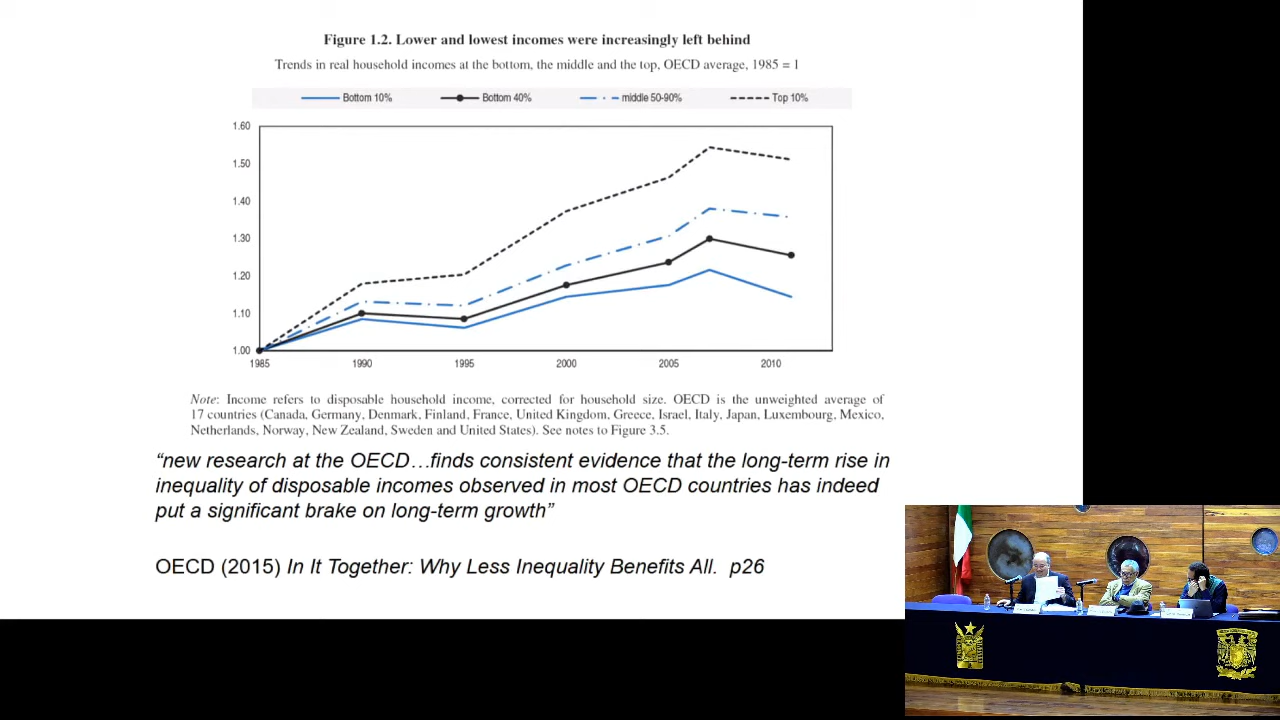 Figure 1.2. Lower and lowest incomes were increasingly left behind
Trends in real household incomes at the bottom, the middle and the top, OECD average, 1985 = 1
Bottom 10% Bottom 40% middle 50-90% Top 10%
1.60
1.50
1.40
1.30
1.20
1.10
1.00
1985 1990 1995 2000 2005 2010
Note: Income refers to disposable household income, corrected for household size. OECD is the unweighted average of
17 countries (Canada, Germany, Denmark, Finland, France, United Kingdom, Greece, Israel, Italy, Japan, Luxembourg, Mexico,
Netherlands, Norway, New Zealand, Sweden and United States). See notes to Figure 3.5.
“new research at the OECD…finds consistent evidence that the long-term rise in
inequality of disposable incomes observed in most OECD countries has indeed
put a significant brake on long-term growth”
OECD (2015) In It Together: Why Less Inequality Benefits All. p26